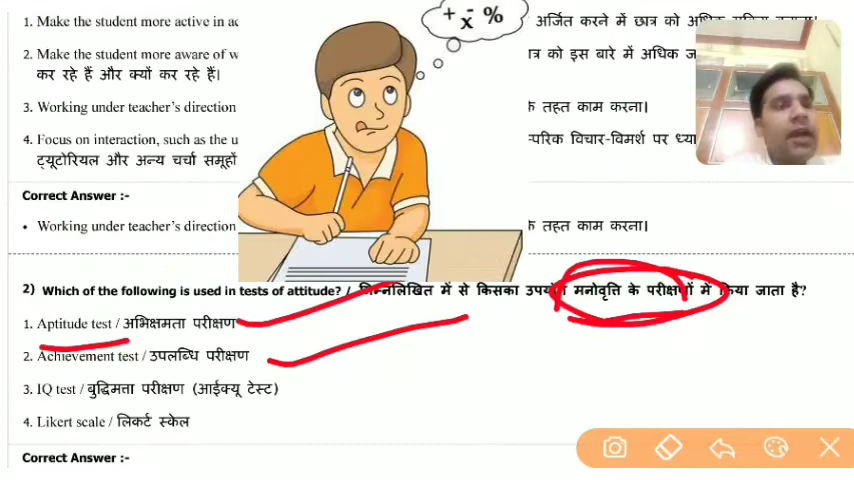 1. Make the student more active in ac अर्जित करने में छात्र को अधिक
+ - x %
2. Make the student more aware of w त्र को इस बारे में अधिक ज
कर रहे हैं और क्यों कर रहे हैं।
3. Working under teacher's direction के तहत काम करना।
4. Focus on interaction, such as the u स्परिक विचार-विमर्श पर ध्या
ट्यूटोरियल और अन्य चर्चा समूहों
Correct Answer :-
• Working under teacher's direction के तहत काम करना।
2) Which of the following is used in tests of attitude? / निम्नलिखित में से किसका उपयोग मनोवृत्ति के परीक्षणों में किया जाता है?
1. Aptitude test / अभिक्षमता परीक्षण
2. Achievement test / उपलब्धि परीक्षण
3. IQ test / बुद्धिमत्ता परीक्षण (आईक्यू टेस्ट)
4. Likert scale / लिकर्ट स्केल
Correct Answer :-